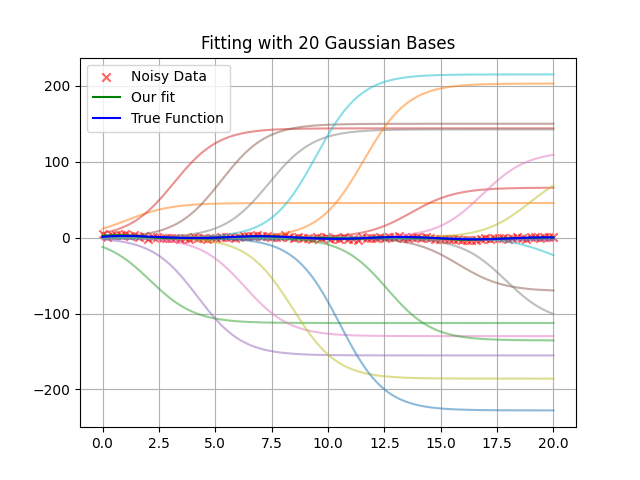 Fitting with 20 Gaussian Bases
Noisy Data
Our fit
True Function
200
100
0
−100
−200
0.0 2.5 5.0 7.5 10.0 12.5 15.0 17.5 20.0